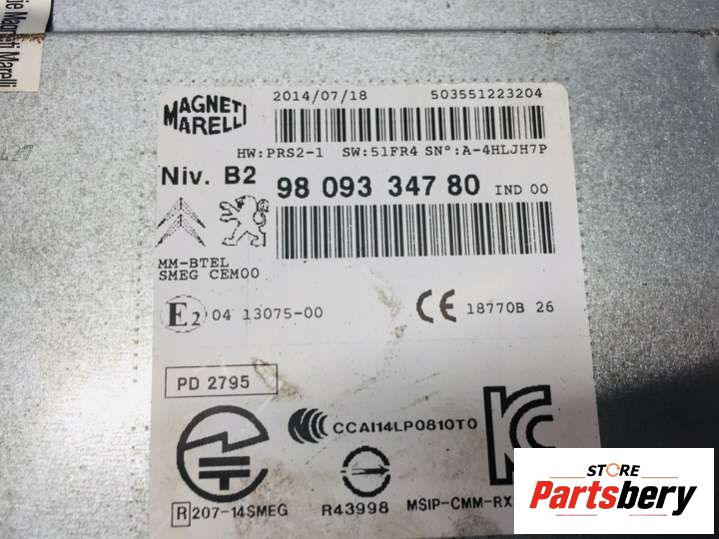 Magneti Marelli
2014/07/18 503551223204
MAGNETI MARELLI
HW:PRS2-1 SW:51FR4 SN°:A-4HLJH7P
Niv. B2 98 093 347 80 IND 00
MM-BTEL
SMEG CEM00
E2 04 13075-00 CE 18770B 26
PD 2795
CCAI14LP0810T0
R 207-14SMEG R43998 MSIP-CMM-RX
STORE
Partsbery